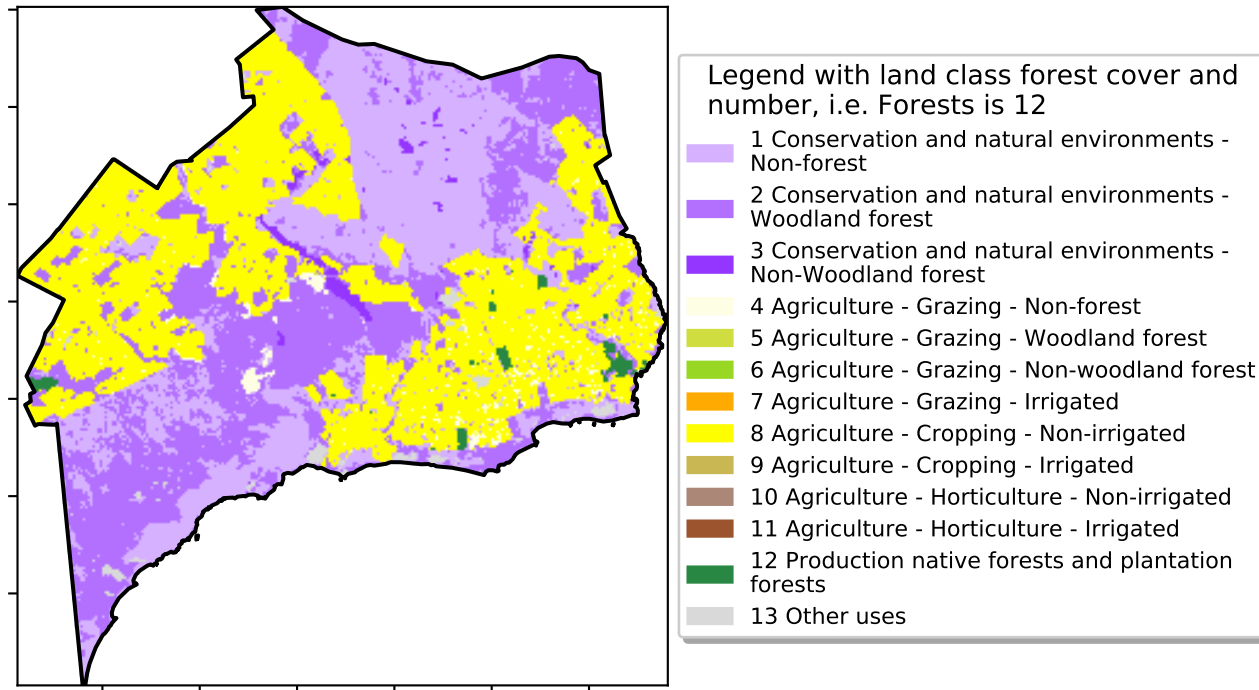 Legend with land class forest cover and
number, i.e. Forests is 12
1 Conservation and natural environments -
Non-forest
2 Conservation and natural environments -
Woodland forest
3 Conservation and natural environments -
Non-Woodland forest
4 Agriculture - Grazing - Non-forest
5 Agriculture - Grazing - Woodland forest
6 Agriculture - Grazing - Non-woodland forest
7 Agriculture - Grazing - Irrigated
8 Agriculture - Cropping - Non-irrigated
9 Agriculture - Cropping - Irrigated
10 Agriculture - Horticulture - Non-irrigated
11 Agriculture - Horticulture - Irrigated
12 Production native forests and plantation
forests
13 Other uses